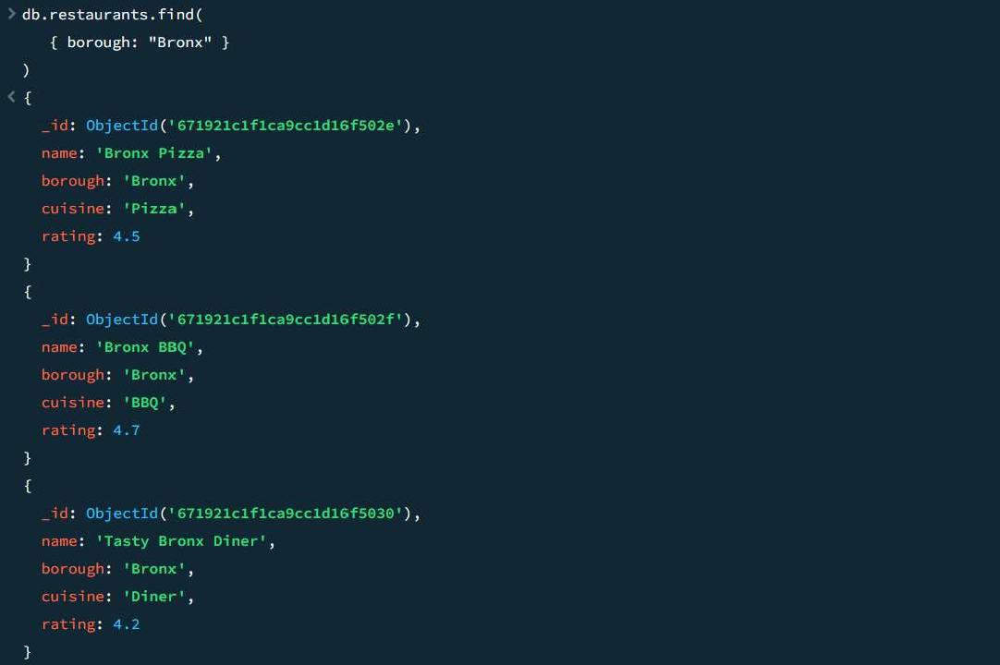 > db.restaurants.find(
{ borough: "Bronx" }
)
< {
_id: ObjectId('671921c1f1ca9cc1d16f502e'),
name: 'Bronx Pizza',
borough: 'Bronx',
cuisine: 'Pizza',
rating: 4.5
}
{
_id: ObjectId('671921c1f1ca9cc1d16f502f'),
name: 'Bronx BBQ',
borough: 'Bronx',
cuisine: 'BBQ',
rating: 4.7
}
{
_id: ObjectId('671921c1f1ca9cc1d16f5030'),
name: 'Tasty Bronx Diner',
borough: 'Bronx',
cuisine: 'Diner',
rating: 4.2
}